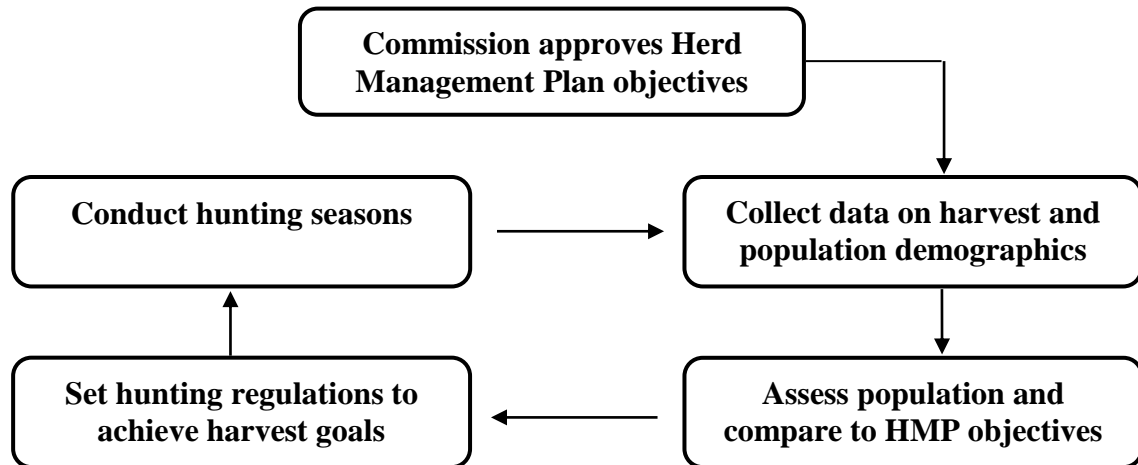 Commission approves Herd
Management Plan objectives
Conduct hunting seasons
Collect data on harvest and
population demographics
Set hunting regulations to
achieve harvest goals
Assess population and
compare to HMP objectives